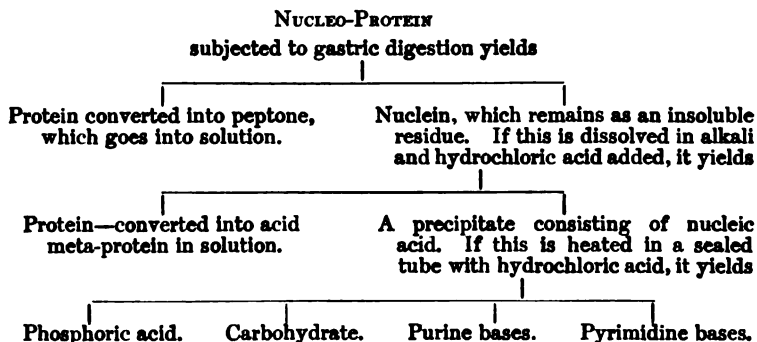 NUCLEO-PROTEIN
subjected to gastric digestion yields
Protein converted into peptone,
which goes into solution.
Nuclein, which remains as an insoluble
residue. If this is dissolved in alkali
and hydrochloric acid added, it yields
Protein—converted into acid
meta-protein in solution.
A precipitate consisting of nucleic
acid. If this is heated in a sealed
tube with hydrochloric acid, it yields
Phosphoric acid. Carbohydrate. Purine bases. Pyrimidine bases.